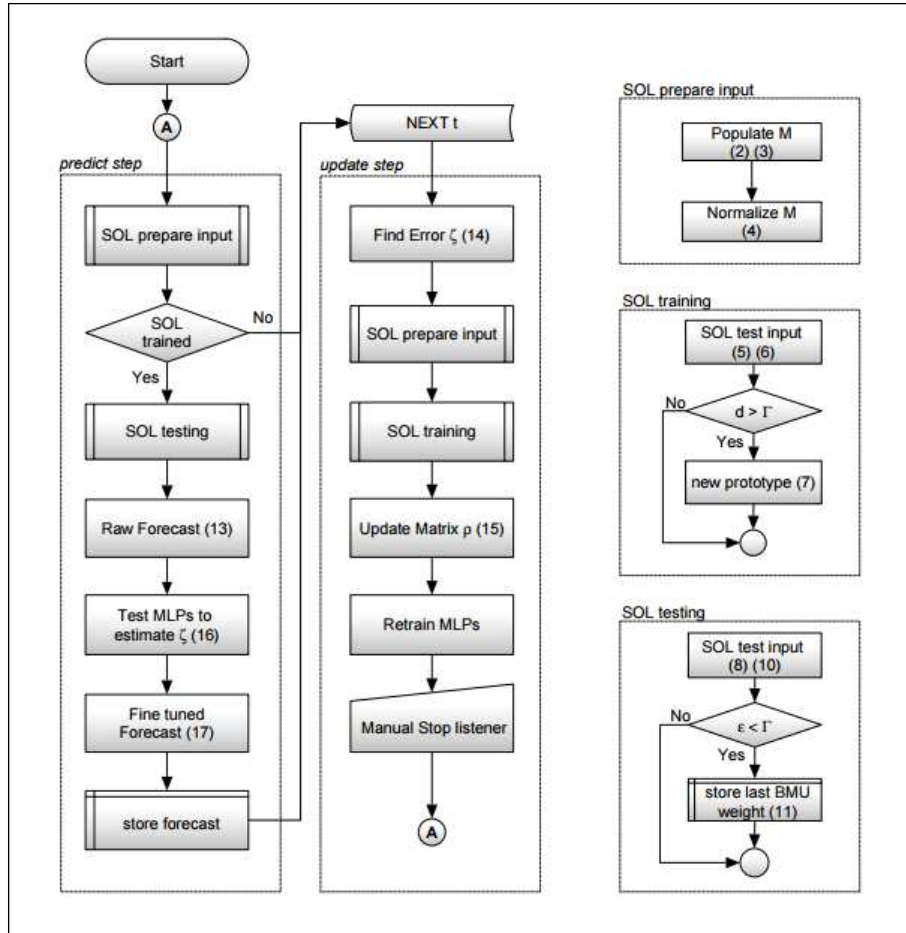 Start
A
predict step
SOL prepare input
SOL
trained
No
Yes
SOL testing
Raw Forecast (13)
Test MLPs to
estimate ζ (16)
Fine tuned
Forecast (17)
store forecast
NEXT t
update step
Find Error ζ (14)
SOL prepare input
SOL training
Update Matrix ρ (15)
Retrain MLPs
Manual Stop listener
A
SOL prepare input
Populate M
(2) (3)
Normalize M
(4)
SOL training
SOL test input
(5) (6)
No
d > Γ
Yes
new prototype (7)
SOL testing
SOL test input
(8) (10)
No
ε < Γ
Yes
store last BMU
weight (11)